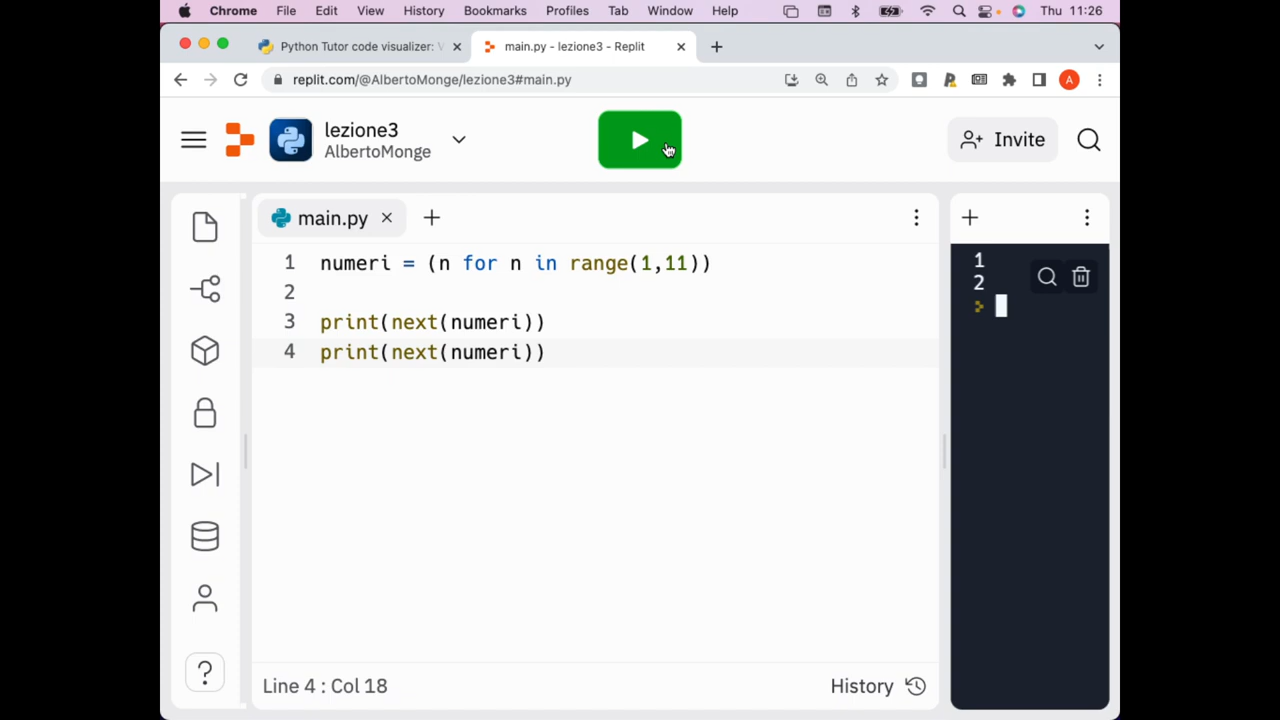 Chrome File Edit View History Bookmarks Profiles Tab Window Help Thu 11:26
Python Tutor code visualizer: main.py - lezione3 - Replit
replit.com/@AlbertoMonge/lezione3#main.py A
lezione3
AlbertoMonge
Invite
main.py
1 numeri = (n for n in range(1,11))
2
3 print(next(numeri))
4 print(next(numeri))
1
2
?
Line 4 : Col 18
History